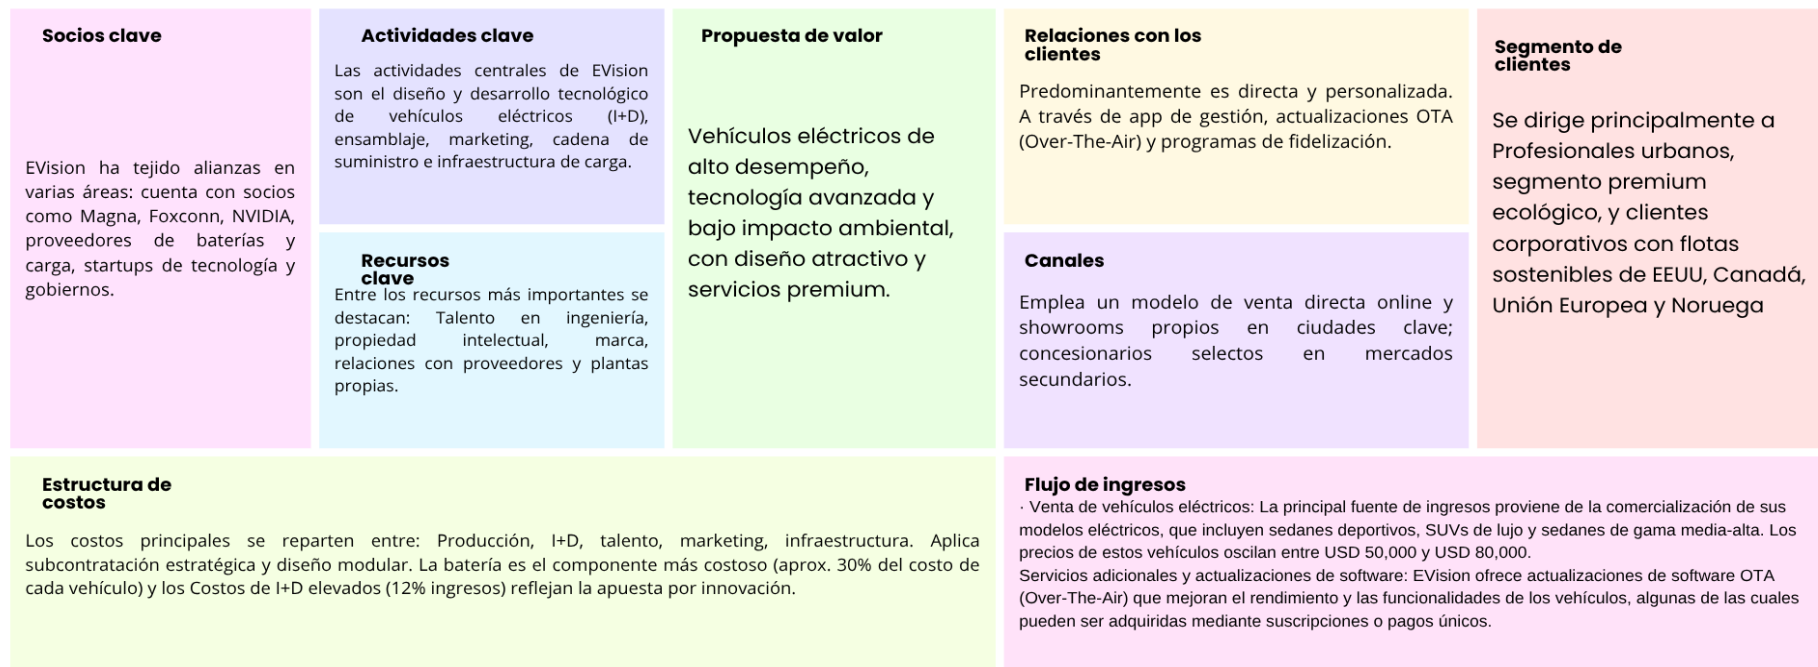 Socios clave
EVision ha tejido alianzas en
varias áreas: cuenta con socios
como Magna, Foxconn, NVIDIA,
proveedores de baterías y
carga, startups de tecnología y
gobiernos.
Actividades clave
Las actividades centrales de EVision
son el diseño y desarrollo tecnológico
de vehículos eléctricos (I+D),
ensamblaje, marketing, cadena de
suministro e infraestructura de carga.
Recursos
clave
Entre los recursos más importantes se
destacan: Talento en ingeniería,
propiedad intelectual, marca,
relaciones con proveedores y plantas
propias.
Propuesta de valor
Vehículos eléctricos de
alto desempeño,
tecnología avanzada y
bajo impacto ambiental,
con diseño atractivo y
servicios premium.
Relaciones con los
clientes
Predominantemente es directa y personalizada.
A través de app de gestión, actualizaciones OTA
(Over-The-Air) y programas de fidelización.
Canales
Emplea un modelo de venta directa online y
showrooms propios en ciudades clave;
concesionarios selectos en mercados
secundarios.
Segmento de
clientes
Se dirige principalmente a
Profesionales urbanos,
segmento premium
ecológico, y clientes
corporativos con flotas
sostenibles de EEUU, Canadá,
Unión Europea y Noruega
Estructura de
costos
Los costos principales se reparten entre: Producción, I+D, talento, marketing, infraestructura. Aplica
subcontratación estratégica y diseño modular. La batería es el componente más costoso (aprox. 30% del costo de
cada vehículo) y los Costos de I+D elevados (12% ingresos) reflejan la apuesta por innovación.
Flujo de ingresos
· Venta de vehículos eléctricos: La principal fuente de ingresos proviene de la comercialización de sus
modelos eléctricos, que incluyen sedanes deportivos, SUVs de lujo y sedanes de gama media-alta. Los
precios de estos vehículos oscilan entre USD 50,000 y USD 80,000.
Servicios adicionales y actualizaciones de software: EVision ofrece actualizaciones de software OTA
(Over-The-Air) que mejoran el rendimiento y las funcionalidades de los vehículos, algunas de las cuales
pueden ser adquiridas mediante suscripciones o pagos únicos.